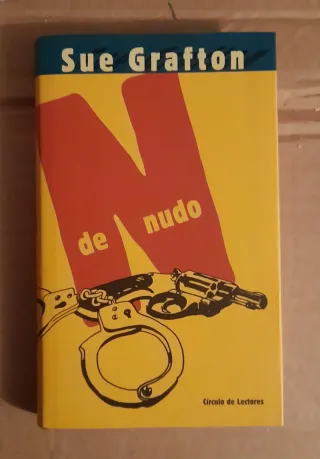 Sue Grafton
N
de nudo
Círculo de Lectores